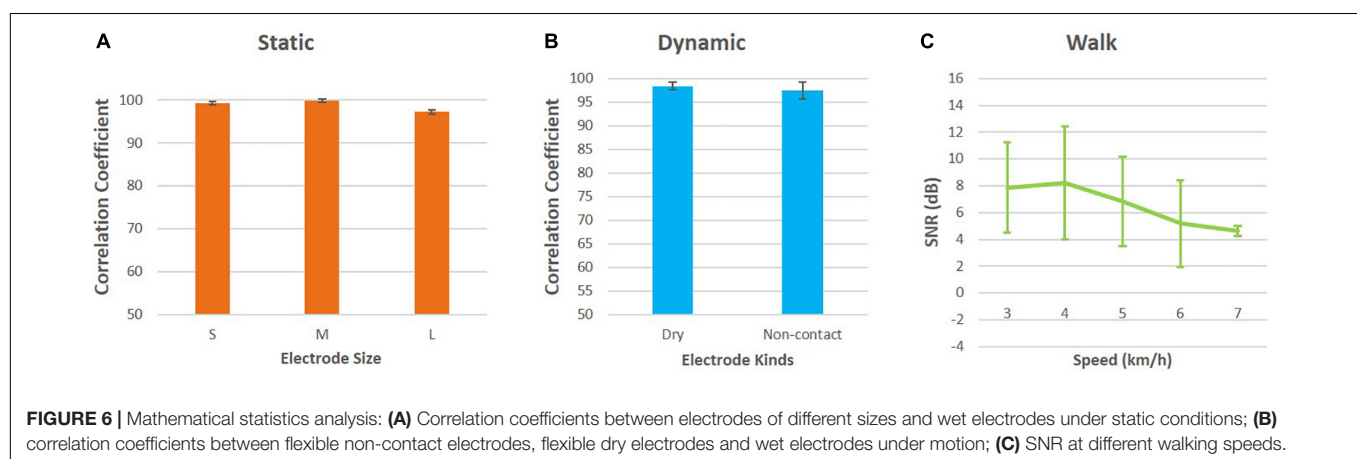 A
Static
Correlation Coefficient
100
90
80
70
60
50
S
M
L
Electrode Size
B
Dynamic
Correlation Coefficient
100
95
90
85
80
75
70
65
60
55
50
Dry
Non-contact
Electrode Kinds
C
Walk
SNR (dB)
16
14
12
10
8
6
4
2
0
-2
-4
3
4
5
6
7
Speed (km/h)
FIGURE 6 | Mathematical statistics analysis: (A) Correlation coefficients between electrodes of different sizes and wet electrodes under static conditions; (B)
correlation coefficients between flexible non-contact electrodes, flexible dry electrodes and wet electrodes under motion; (C) SNR at different walking speeds.